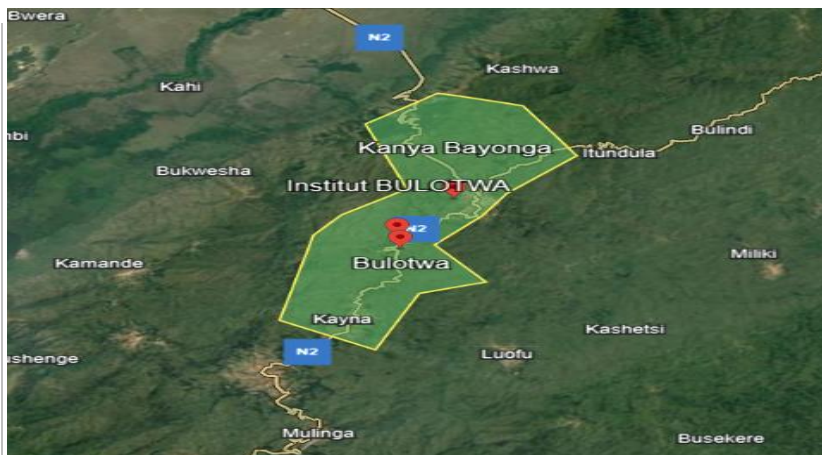 Bwera
N2
Kashwa
Kahi
Bulindi
Kanya Bayonga
Itundula
Bukwesha
Institut BULOTWA
N2
Miliki
Kamande
Bulotwa
Kayna
Kashetsi
N2
Luofu
Mulinga
Busekere